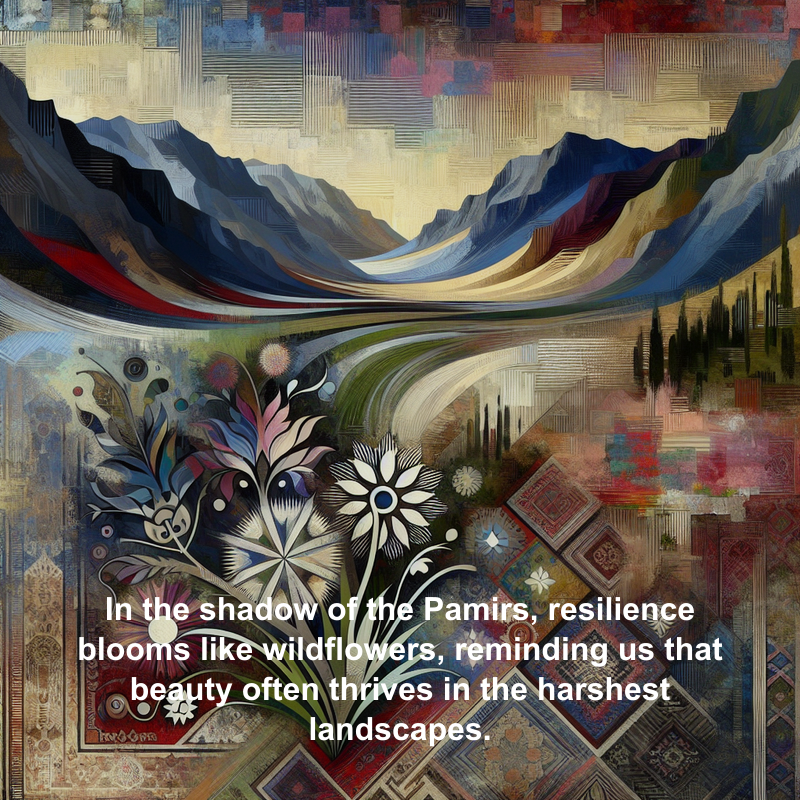 In the shadow of the Pamirs, resilience
blooms like wildflowers, reminding us that
beauty often thrives in the harshest
landscapes.